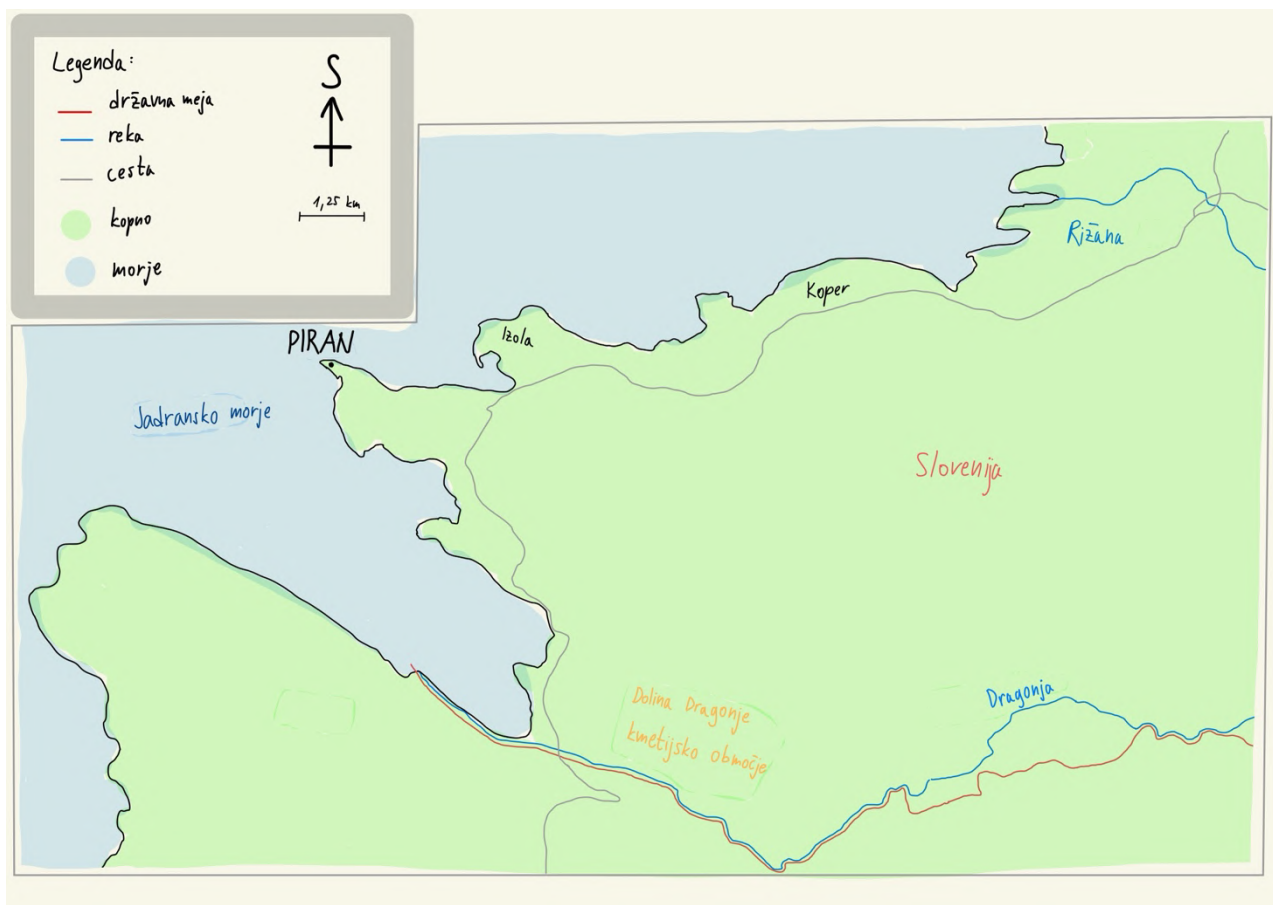 Legenda:
državna meja
reka
cesta
kopno
morje
S
1,25 km
Rižana
Koper
Izola
PIRAN
Jadransko morje
Slovenija
Dolina Dragonje
kmetijsko območje
Dragonja